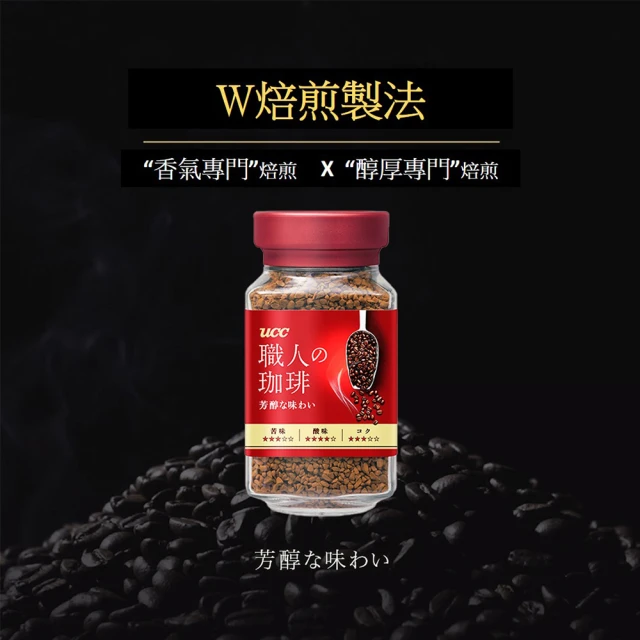 W焙煎製法
“香氣專門”焙煎 X “醇厚專門”焙煎
UCC
職人の
珈琲
芳醇な味わい
苦味 酸味 コク
★★★☆☆ ★★★★☆ ★★★☆☆
芳醇な味わい